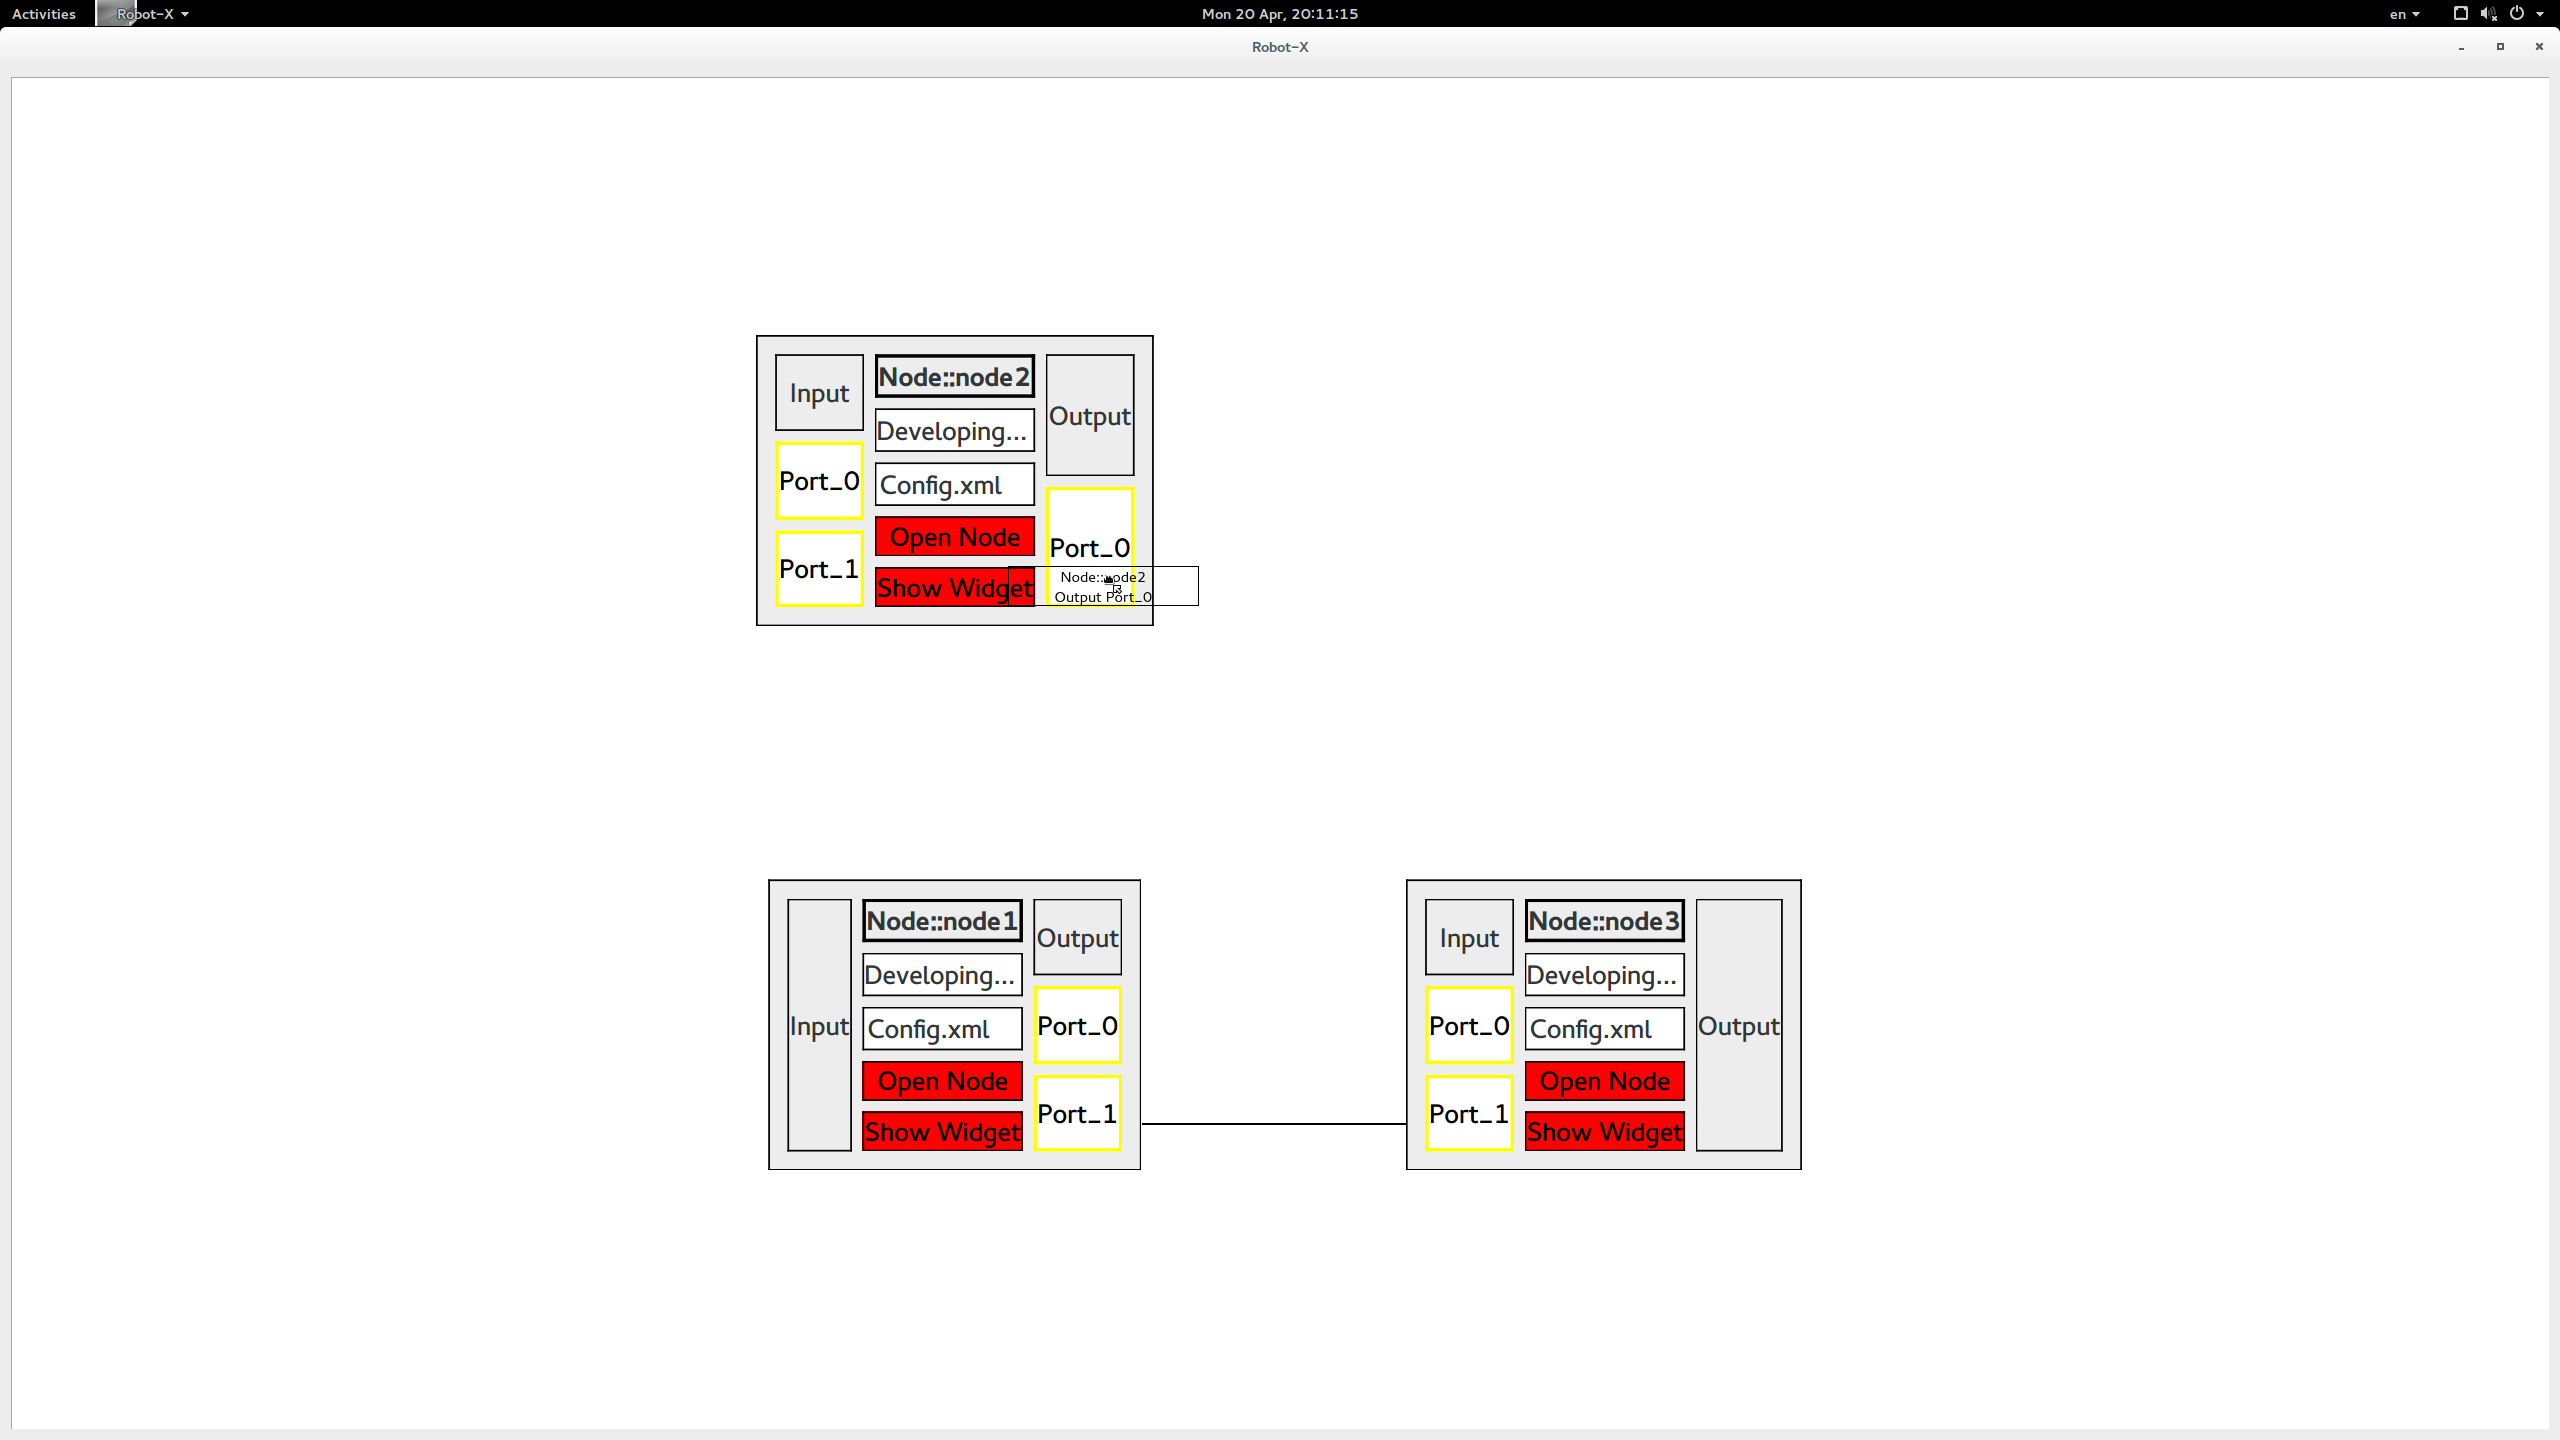 Activities
Robot-X
Mon 20 Apr, 20:11:15
en
Robot-X
Node::node2
Input
Output
Developing...
Port_0
Config.xml
Open Node
Port_0
Port_1
Show Widget
Node::node2
Output Port_0
Node::node1
Input
Output
Developing...
Config.xml
Port_0
Open Node
Port_1
Show Widget
Node::node3
Input
Output
Developing...
Port_0
Config.xml
Open Node
Port_1
Show Widget